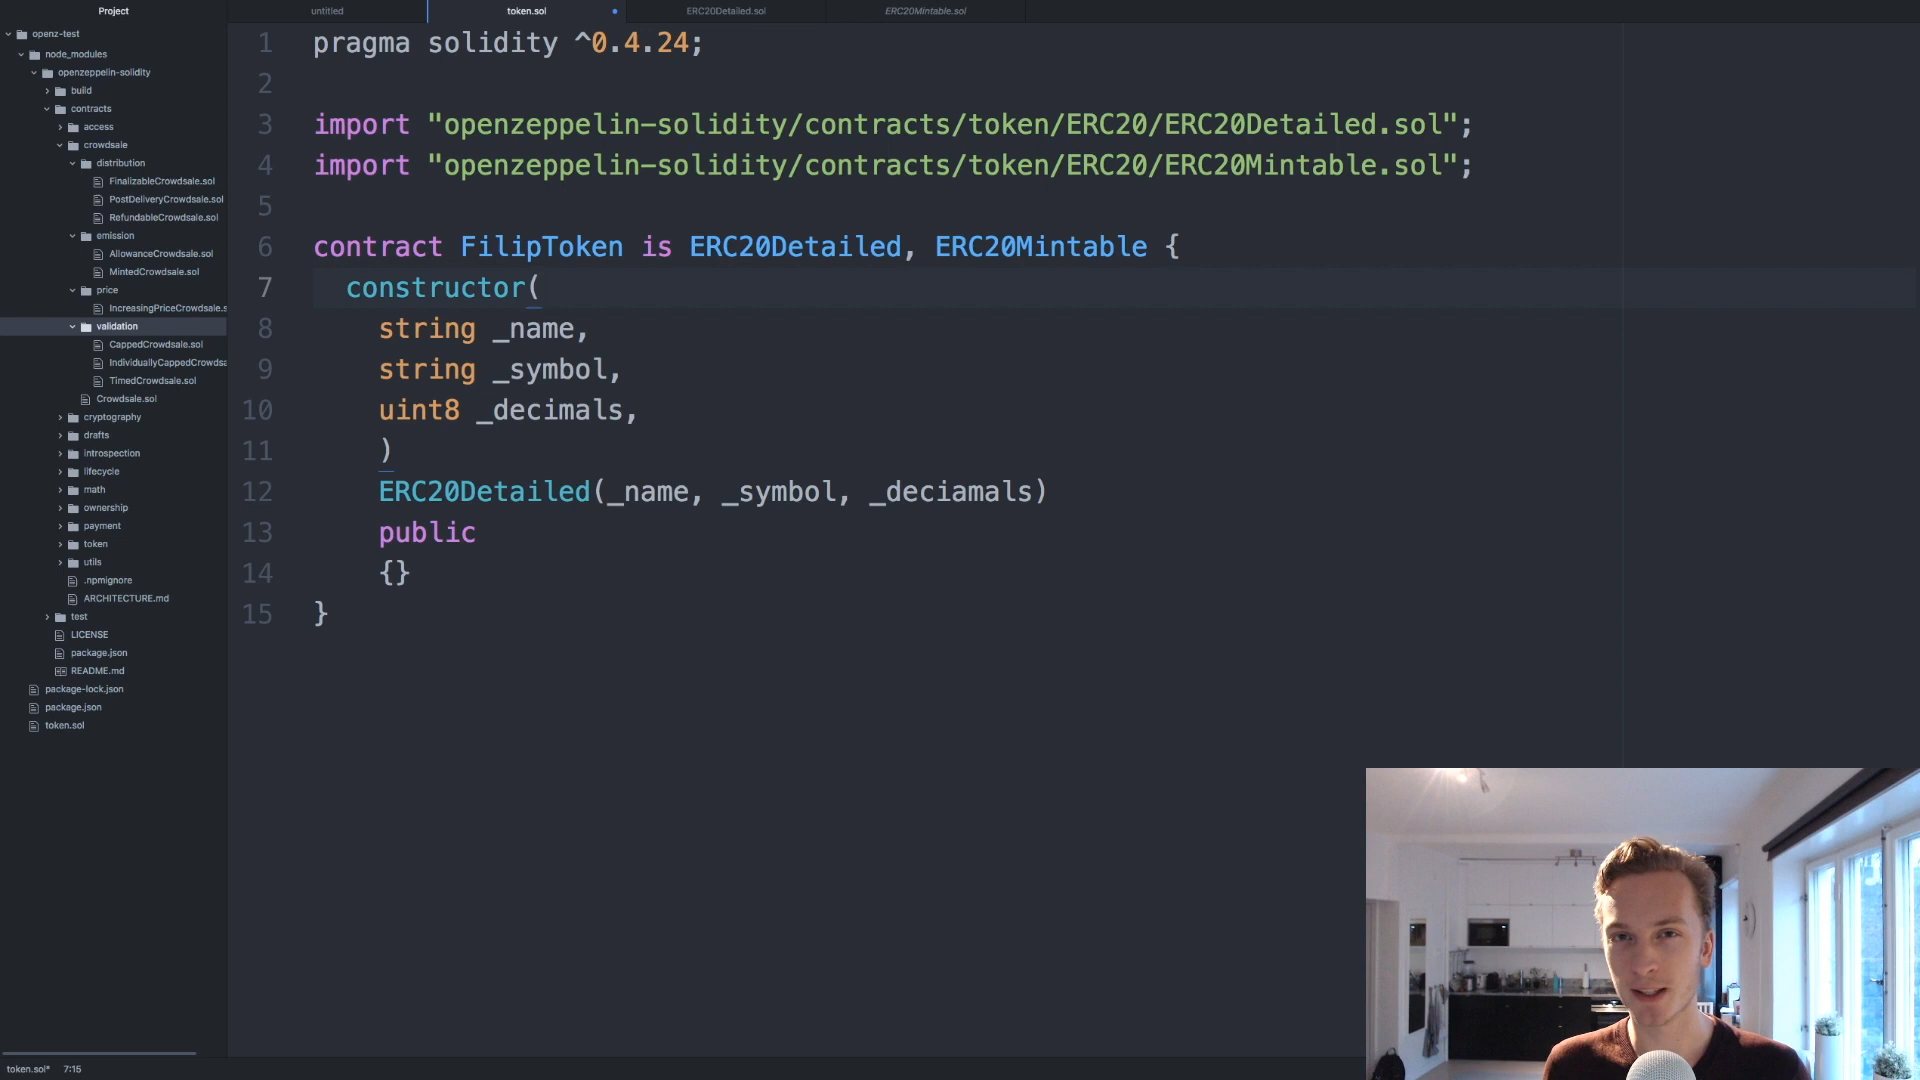 Project
untitled
token.sol
ERC20Detailed.sol
ERC20Mintable.sol
openz-test
node_modules
openzeppelin-solidity
build
contracts
access
crowdsale
distribution
FinalizableCrowdsale.sol
PostDeliveryCrowdsale.sol
RefundableCrowdsale.sol
emission
AllowanceCrowdsale.sol
MintedCrowdsale.sol
price
IncreasingPriceCrowdsale.s
validation
CappedCrowdsale.sol
IndividuallyCappedCrowdsa
TimedCrowdsale.sol
Crowdsale.sol
cryptography
drafts
introspection
lifecycle
math
ownership
payment
token
utils
.npmignore
ARCHITECTURE.md
test
LICENSE
package.json
README.md
package-lock.json
package.json
token.sol
1 pragma solidity ^0.4.24;
2
3 import "openzeppelin-solidity/contracts/token/ERC20/ERC20Detailed.sol";
4 import "openzeppelin-solidity/contracts/token/ERC20/ERC20Mintable.sol";
5
6 contract FilipToken is ERC20Detailed, ERC20Mintable {
7 constructor(
8 string _name,
9 string _symbol,
10 uint8 _decimals,
11 )
12 ERC20Detailed(_name, _symbol, _deciamals)
13 public
14 {}
15 }
token.sol* 7:15